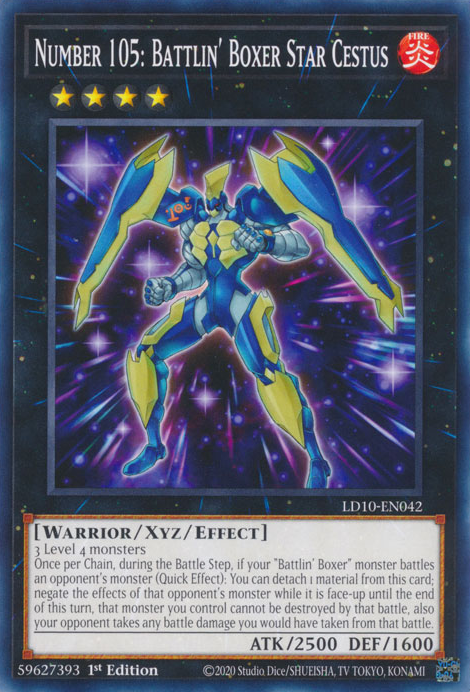 NUMBER 105: BATTLIN' BOXER STAR CESTUS
FIRE
炎
105
LD10-EN042
[WARRIOR/XYZ/EFFECT]
3 Level 4 monsters
Once per Chain, during the Battle Step, if your "Battlin' Boxer" monster battles
an opponent's monster (Quick Effect): You can detach 1 material from this card;
negate the effects of that opponent's monster while it is face-up until the end
of this turn, that monster you control cannot be destroyed by that battle, also
your opponent takes any battle damage you would have taken from that battle.
ATK/2500 DEF/1600
59627393 1st Edition ©2020 Studio Dice/SHUEISHA, TV TOKYO, KONAMI